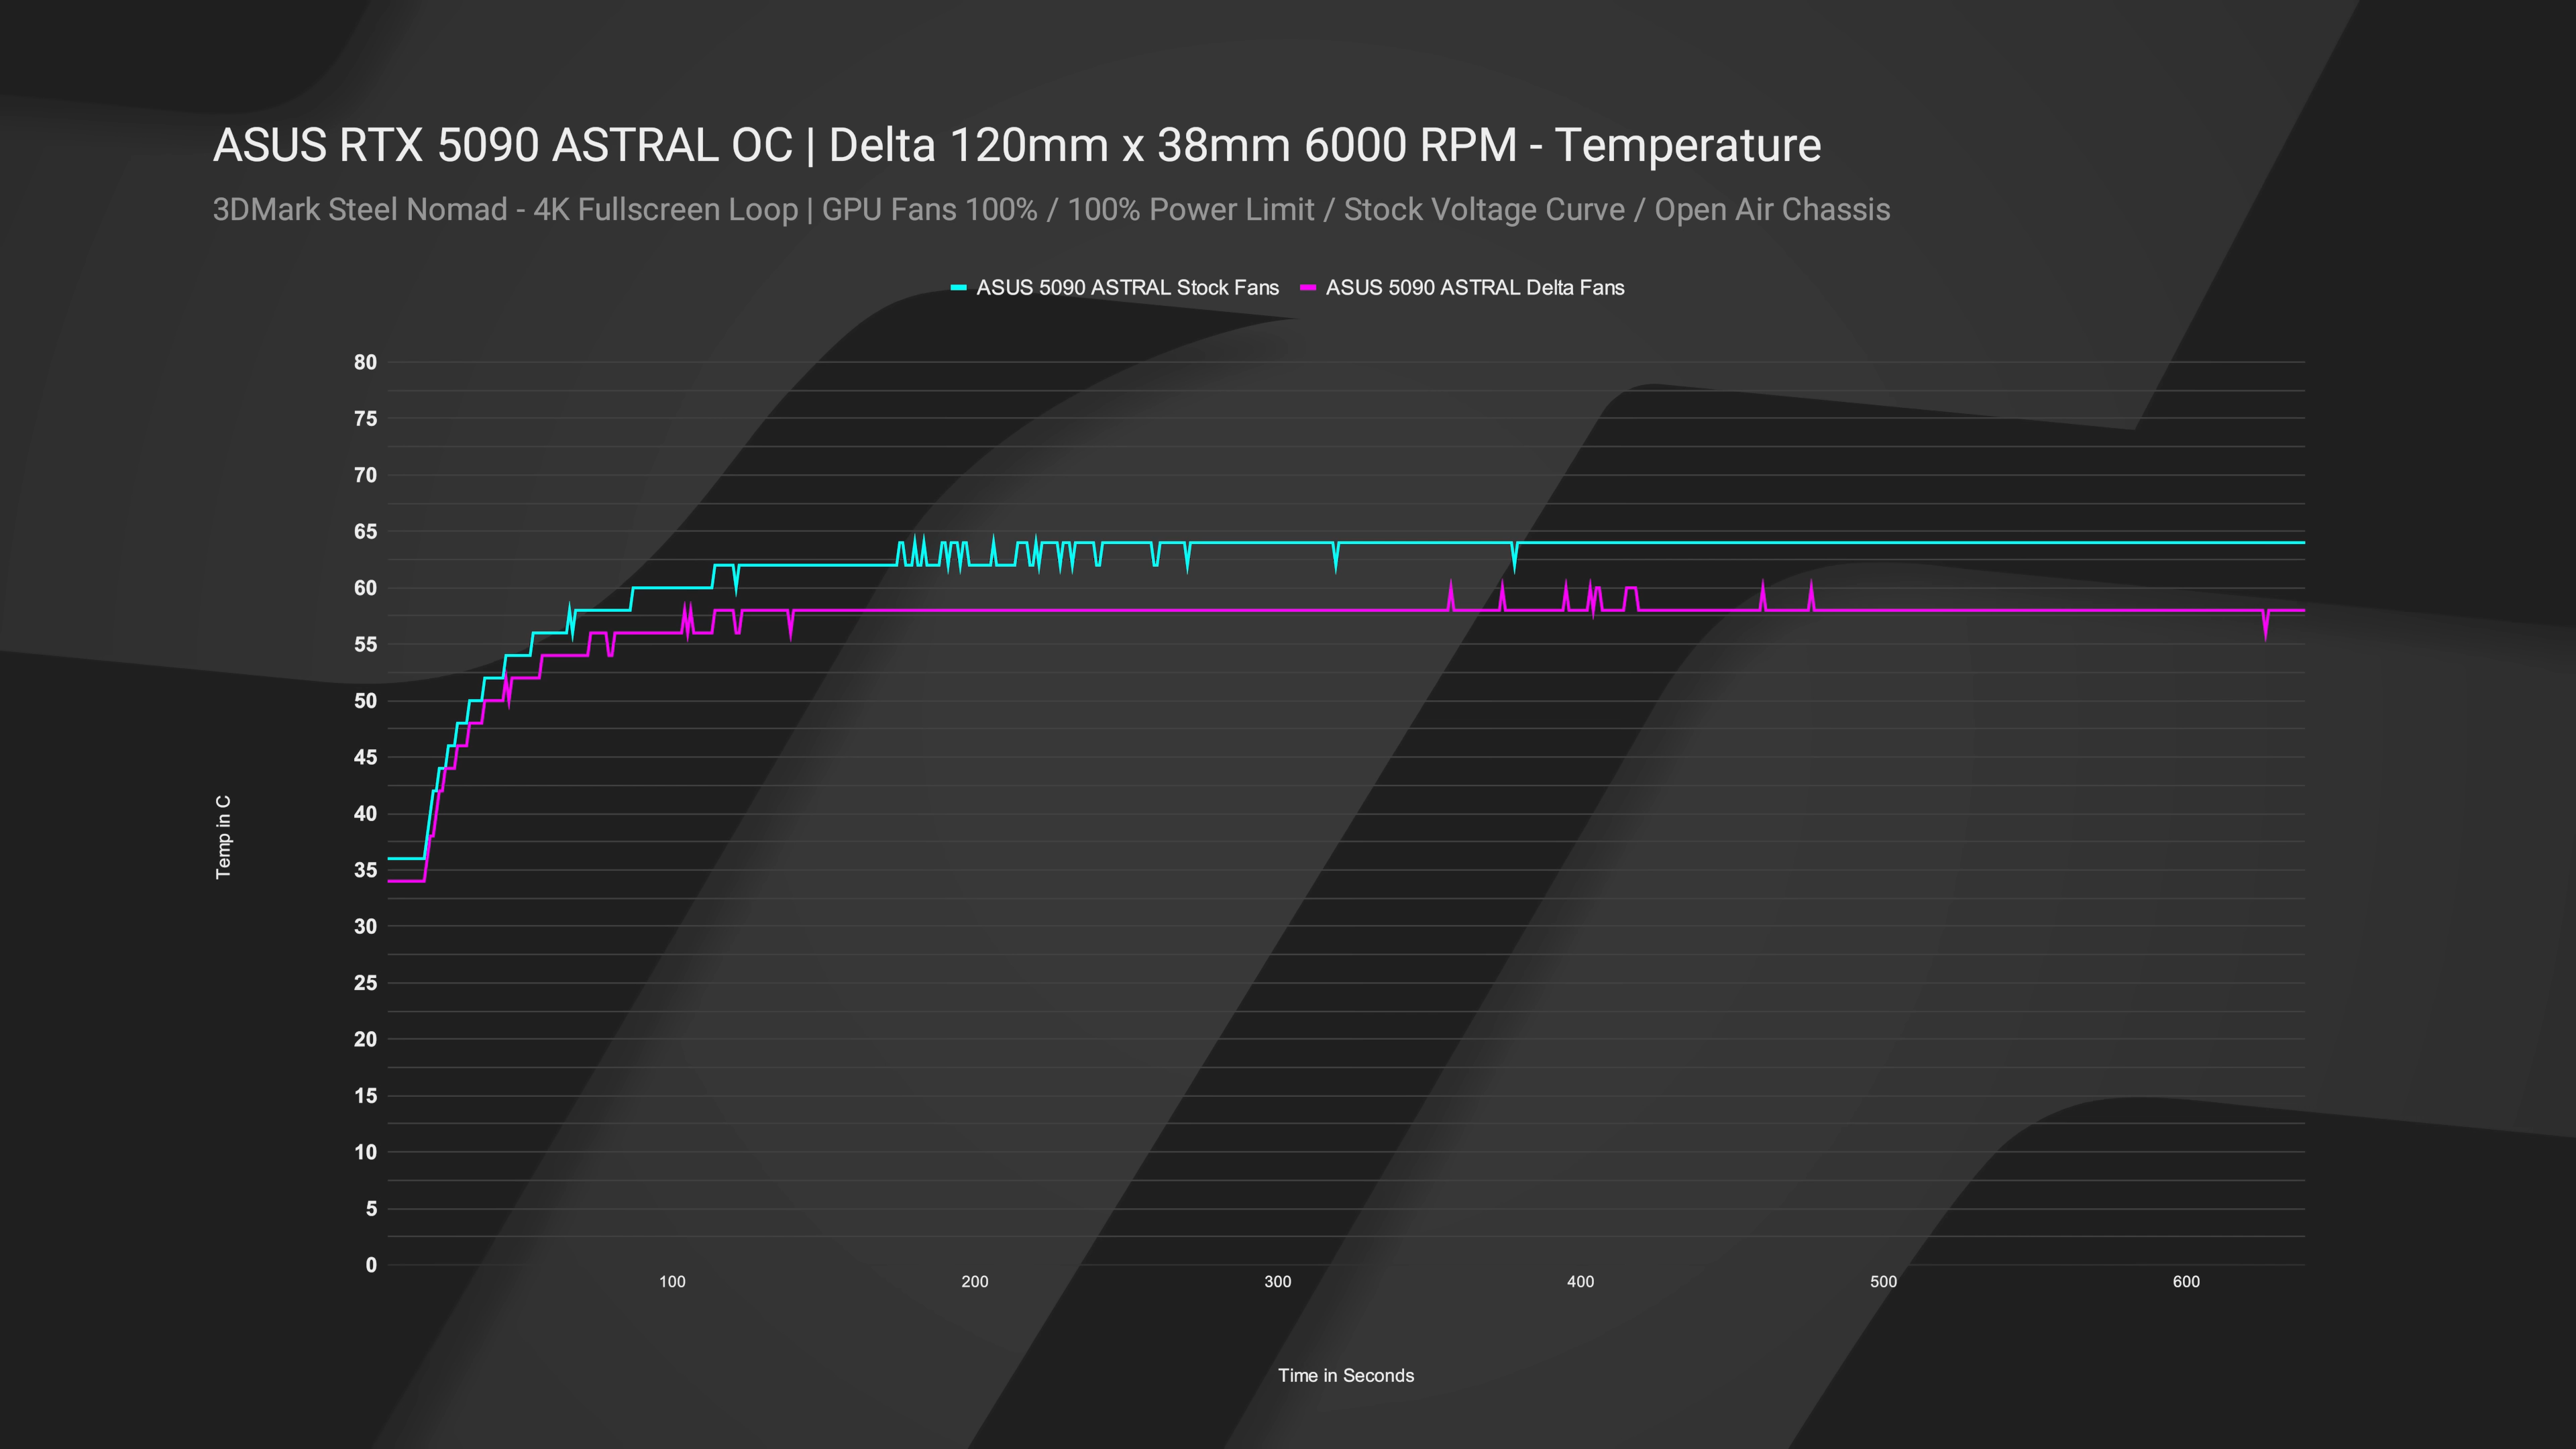 ASUS RTX 5090 ASTRAL OC | Delta 120mm x 38mm 6000 RPM - Temperature
3DMark Steel Nomad - 4K Fullscreen Loop | GPU Fans 100% / 100% Power Limit / Stock Voltage Curve / Open Air Chassis
ASUS 5090 ASTRAL Stock Fans ASUS 5090 ASTRAL Delta Fans
80
75
70
65
60
55
50
45
40
35
30
25
20
15
10
5
0
Temp in C
100 200 300 400 500 600
Time in Seconds